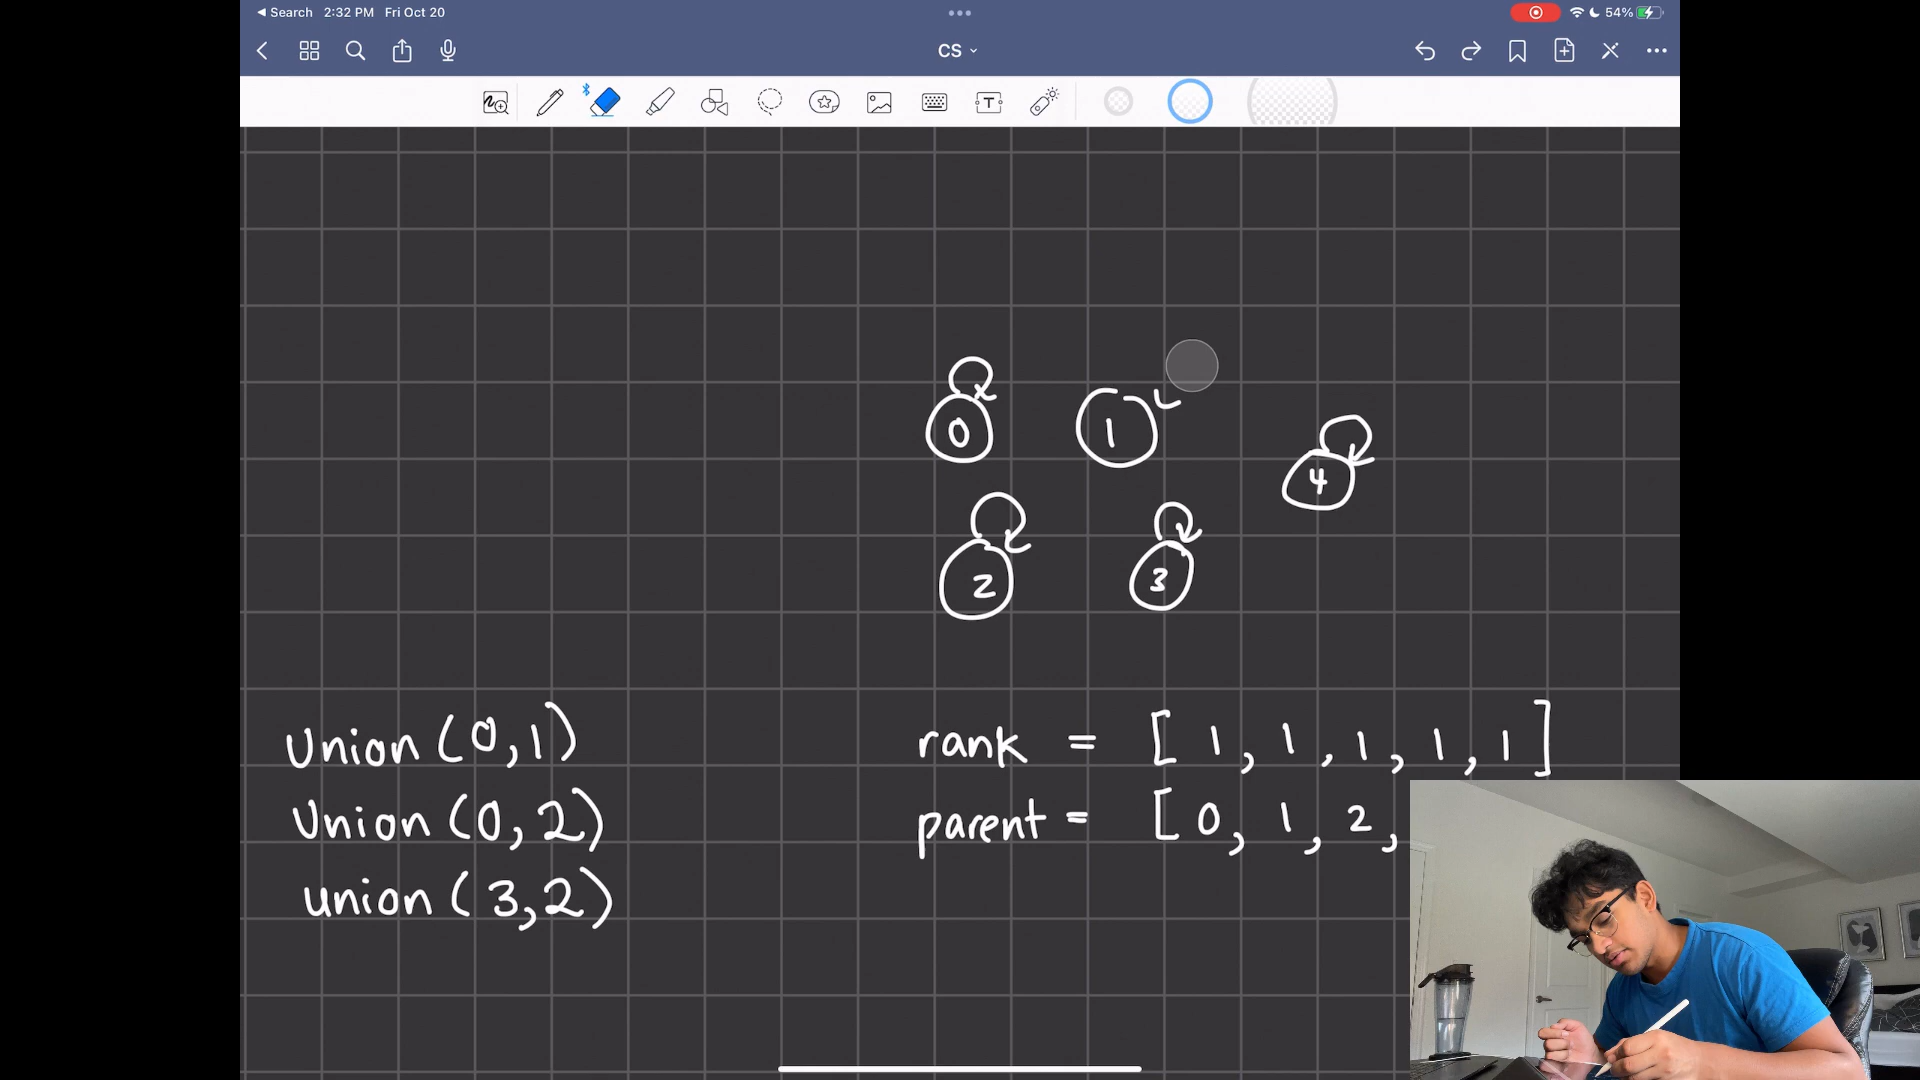 Search 2:32 PM Fri Oct 20
54%
CS
T
0
1
4
2
3
Union (0,1)
Union (0,2)
union (3,2)
rank = [ 1, 1, 1, 1, 1 ]
parent = [ 0, 1, 2,